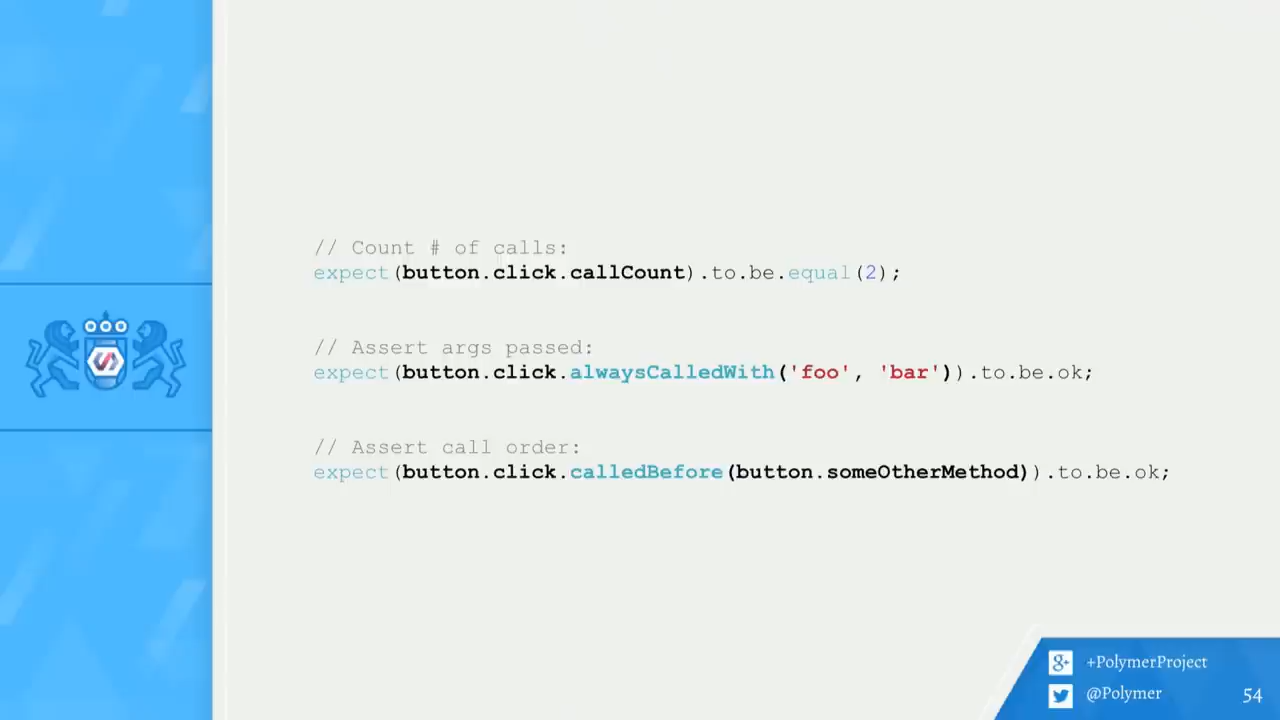 // Count # of calls:
expect(button.click.callCount).to.be.equal(2);
// Assert args passed:
expect(button.click.alwaysCalledWith('foo', 'bar')).to.be.ok;
// Assert call order:
expect(button.click.calledBefore(button.someOtherMethod)).to.be.ok;
+PolymerProject
@Polymer
54